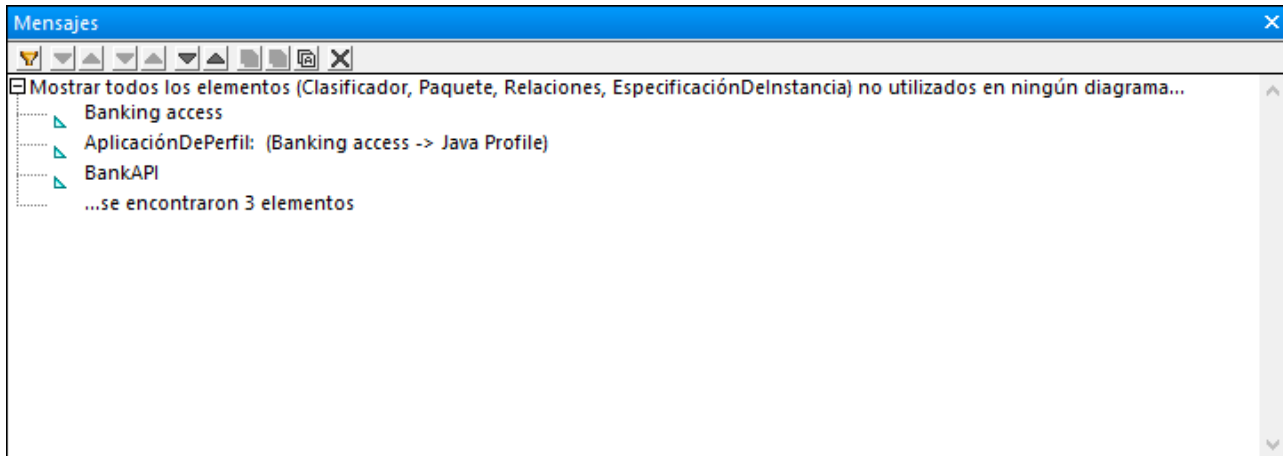 Mensajes
Mostrar todos los elementos (Clasificador, Paquete, Relaciones, EspecificaciónDeInstancia) no utilizados en ningún diagrama...
Banking access
AplicaciónDePerfil: (Banking access -> Java Profile)
BankAPI
...se encontraron 3 elementos